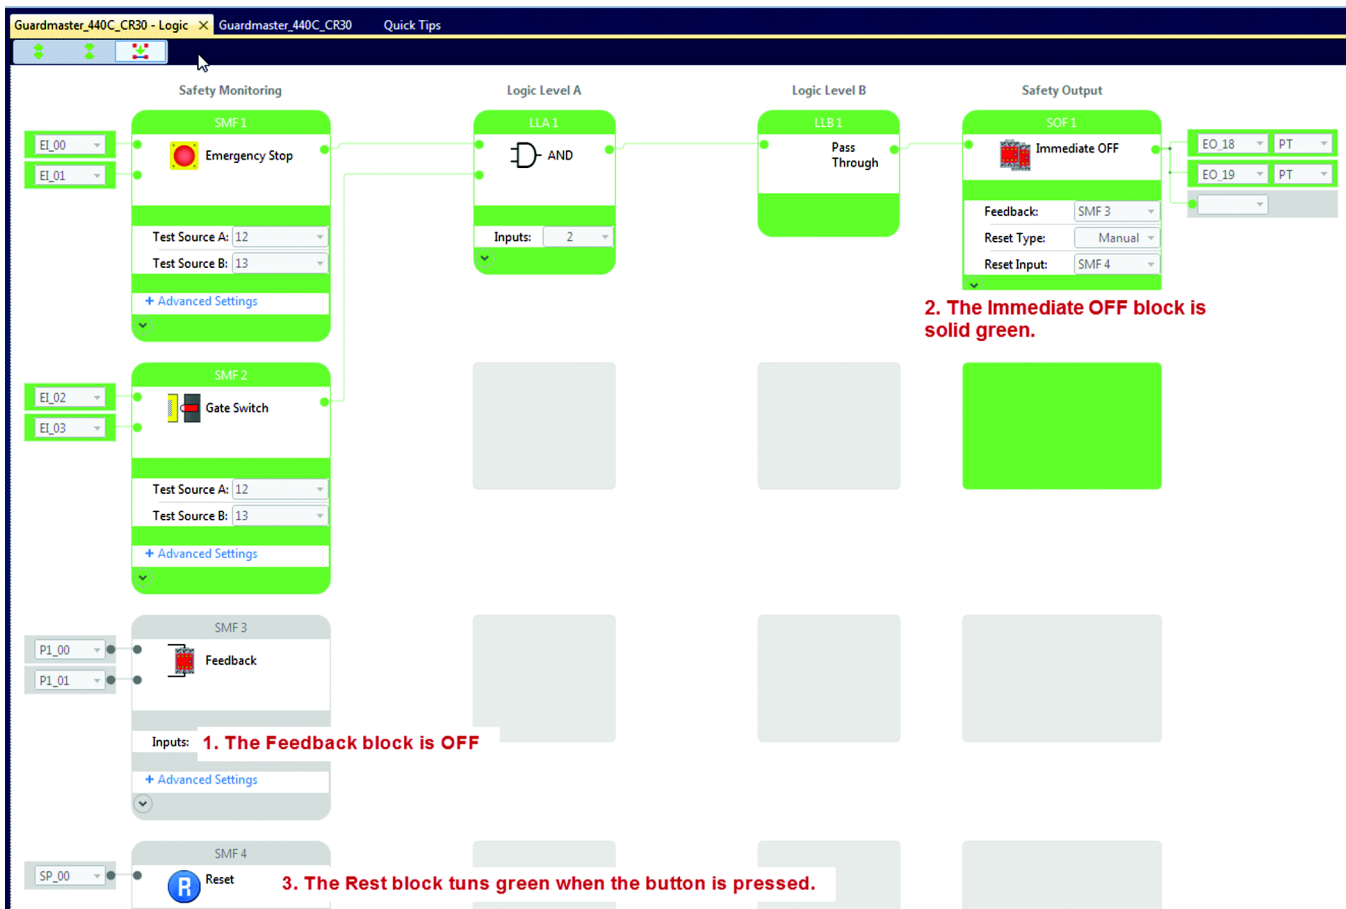 Guardmaster_440C_CR30 - Logic
Guardmaster_440C_CR30
Quick Tips
Safety Monitoring
Logic Level A
Logic Level B
Safety Output
SMF 1
LLA 1
LLB 1
SOF 1
EI_00
EI_01
Emergency Stop
AND
Pass
Through
Immediate OFF
EO_18
PT
EO_19
PT
Test Source A: 12
Test Source B: 13
+ Advanced Settings
Inputs: 2
Feedback: SMF 3
Reset Type: Manual
Reset Input: SMF 4
2. The Immediate OFF block is
solid green.
SMF 2
EI_02
EI_03
Gate Switch
Test Source A: 12
Test Source B: 13
+ Advanced Settings
SMF 3
P1_00
P1_01
Feedback
Inputs:
1. The Feedback block is OFF
+ Advanced Settings
SMF 4
SP_00
R
Reset
3. The Rest block tuns green when the button is pressed.